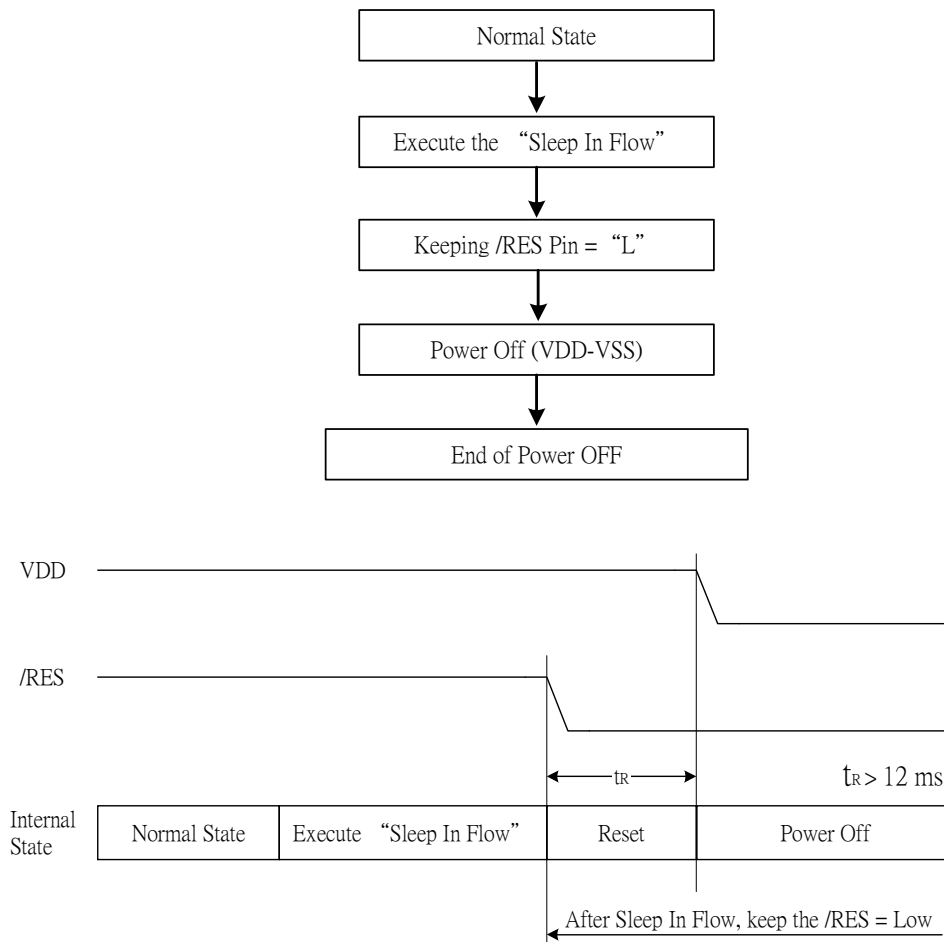 Normal State
Execute the “Sleep In Flow”
Keeping /RES Pin = “L”
Power Off (VDD-VSS)
End of Power OFF
VDD
/RES
tR
tR > 12 ms
Internal
State
Normal State
Execute “Sleep In Flow”
Reset
Power Off
After Sleep In Flow, keep the /RES = Low